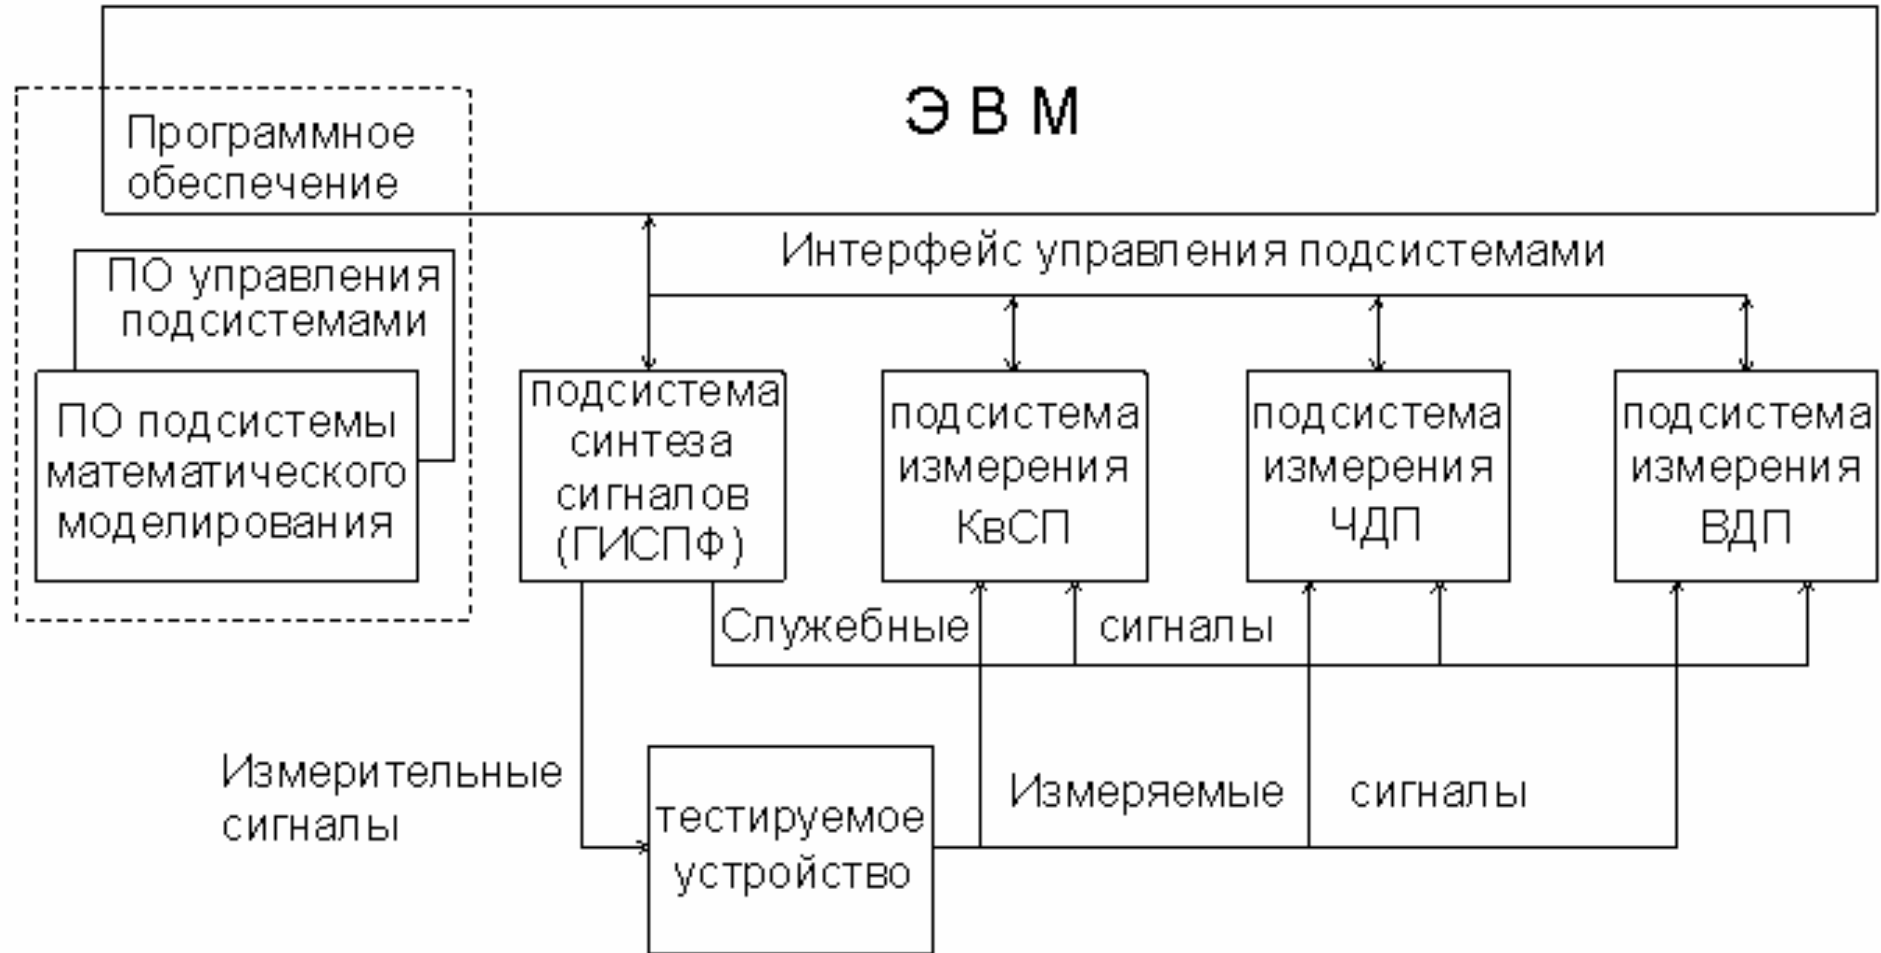 Э В М
Программное
обеспечение
Интерфейс управления подсистемами
ПО управления
подсистемами
ПО подсистемы
математического
моделирования
подсистема
синтеза
сигналов
(ГИСПФ)
подсистема
измерения
КвСП
подсистема
измерения
ЧДП
подсистема
измерения
ВДП
Служебные сигналы
Измерительные
сигналы
тестируемое
устройство
Измеряемые сигналы